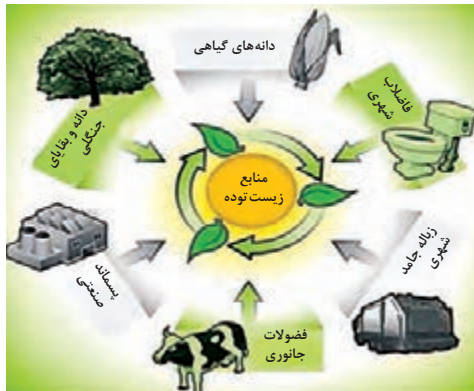 دانه‌های گیاهی
فاضلاب
شهری
زباله جامد
شهری
فضولات
جانوری
پسماند
صنعتی
دانه و بقایای
جنگلی
منابع
زیست‌توده